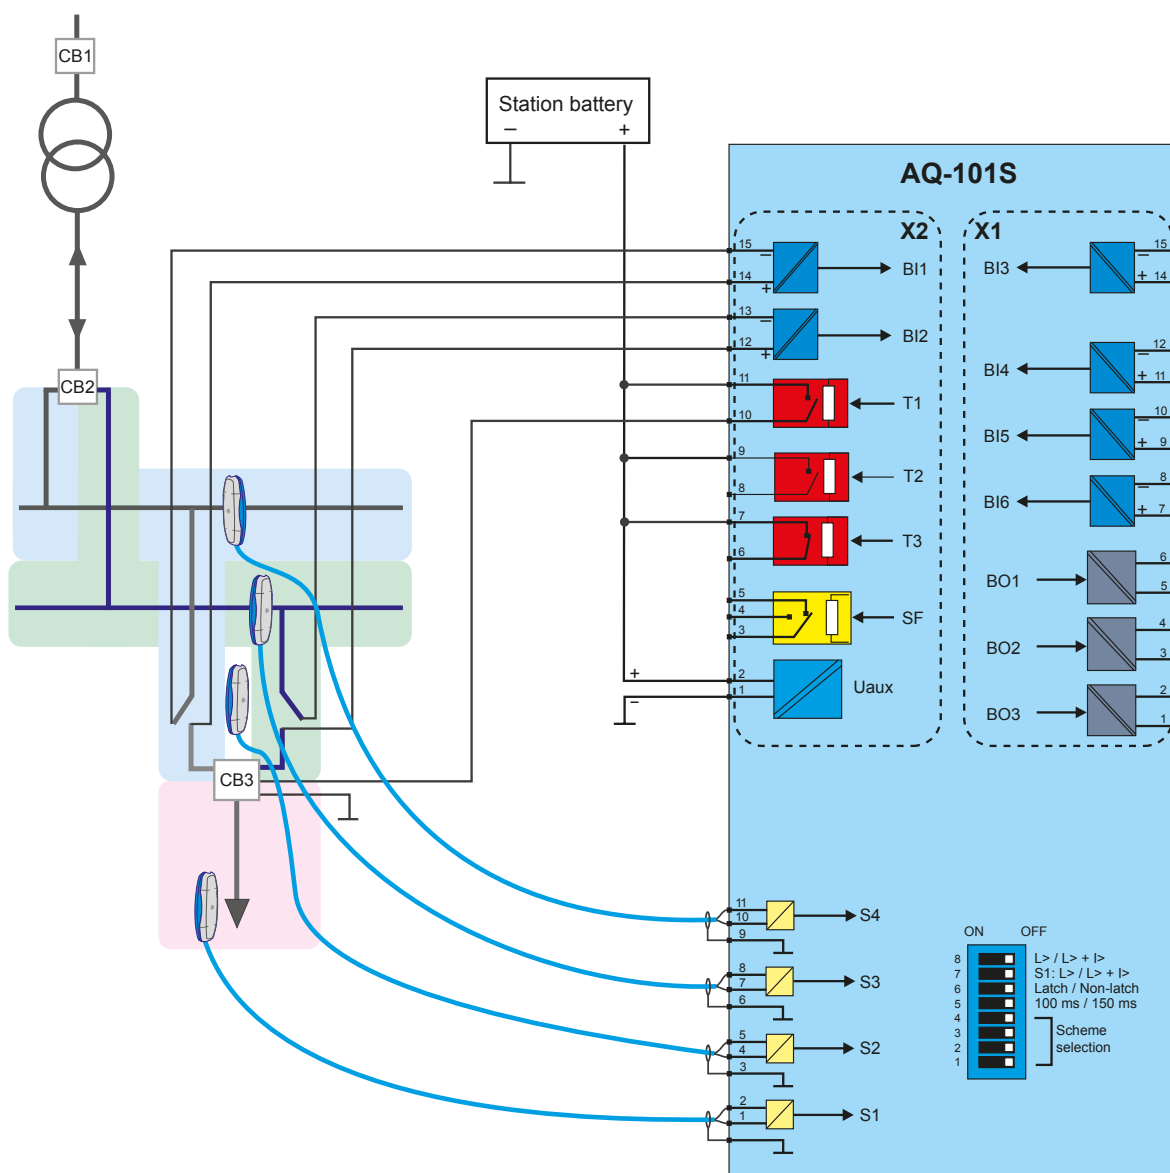 CB1
Station battery
– +
AQ-101S
X2 X1
15
–
14
+
BI1
BI3
15
–
+ 14
13
–
12
+
BI2
BI4
12
–
+ 11
11
10
T1
BI5
10
–
+ 9
9
8
T2
BI6
8
–
+ 7
7
6
T3
BO1
6
5
5
4
3
SF
BO2
4
3
+ 2
– 1
Uaux
BO3
2
1
CB2
CB3
11
10
9
S4
8
7
6
S3
5
4
3
S2
2
1
S1
ON OFF
8 L> / L> + I>
7 S1: L> / L> + I>
6 Latch / Non-latch
5 100 ms / 150 ms
4
3 Scheme
2 selection
1